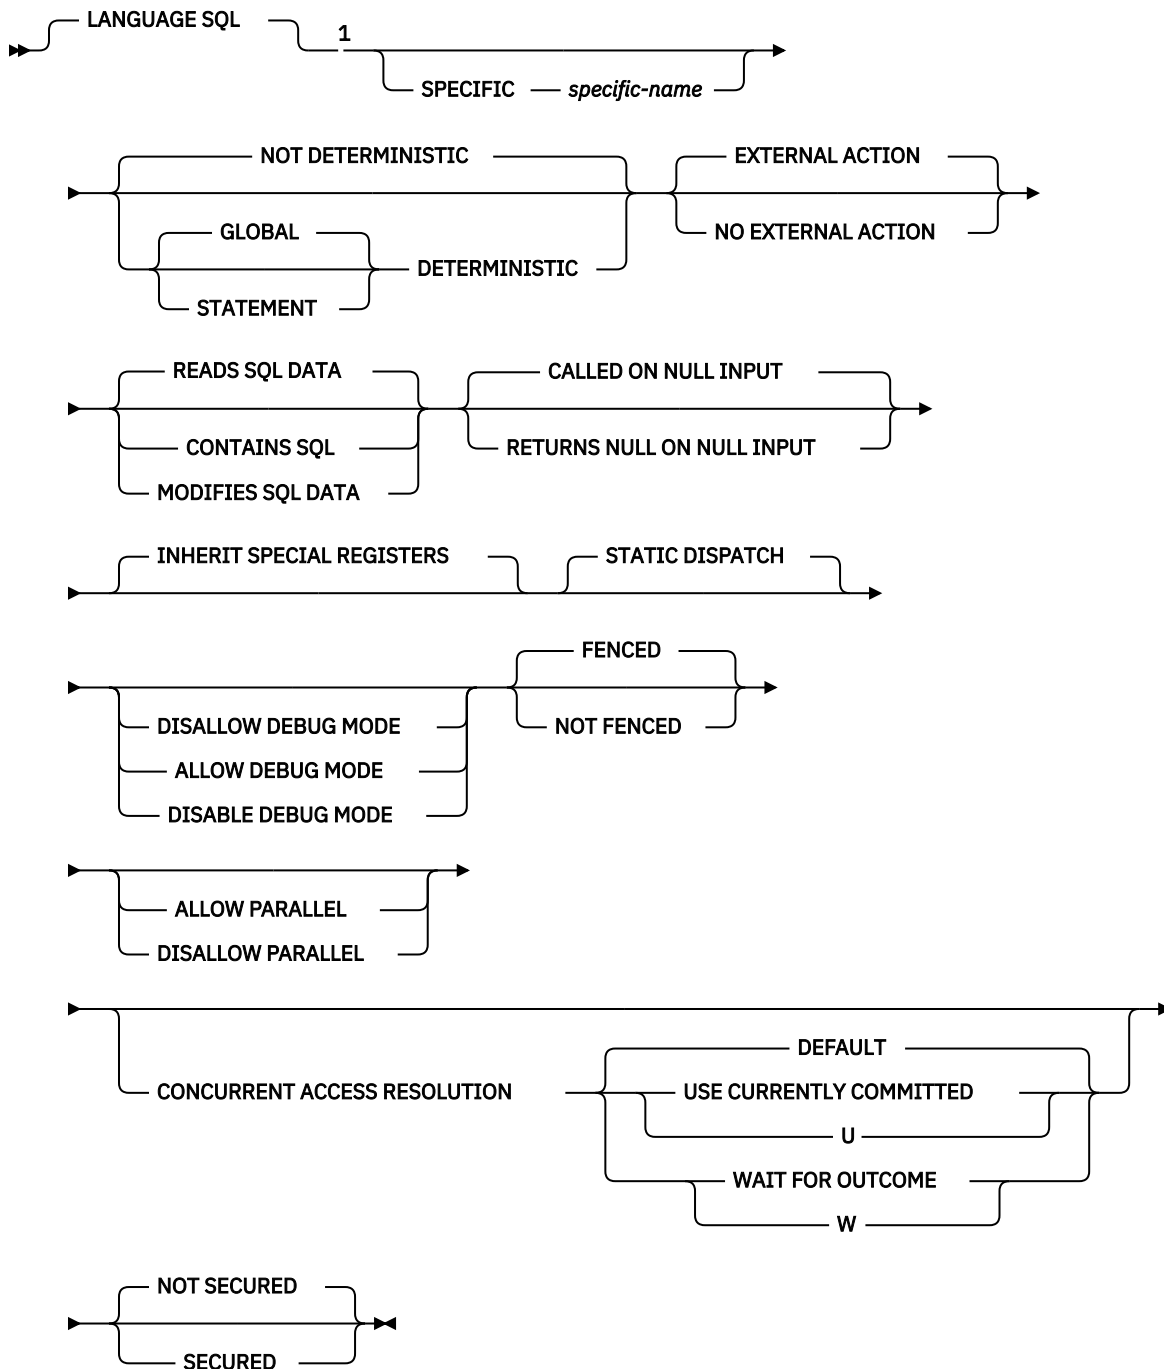 LANGUAGE SQL
1
SPECIFIC specific-name
NOT DETERMINISTIC
EXTERNAL ACTION
GLOBAL
NO EXTERNAL ACTION
DETERMINISTIC
STATEMENT
READS SQL DATA
CALLED ON NULL INPUT
CONTAINS SQL
RETURNS NULL ON NULL INPUT
MODIFIES SQL DATA
INHERIT SPECIAL REGISTERS
STATIC DISPATCH
FENCED
DISALLOW DEBUG MODE
NOT FENCED
ALLOW DEBUG MODE
DISABLE DEBUG MODE
ALLOW PARALLEL
DISALLOW PARALLEL
DEFAULT
CONCURRENT ACCESS RESOLUTION
USE CURRENTLY COMMITTED
U
WAIT FOR OUTCOME
W
NOT SECURED
SECURED